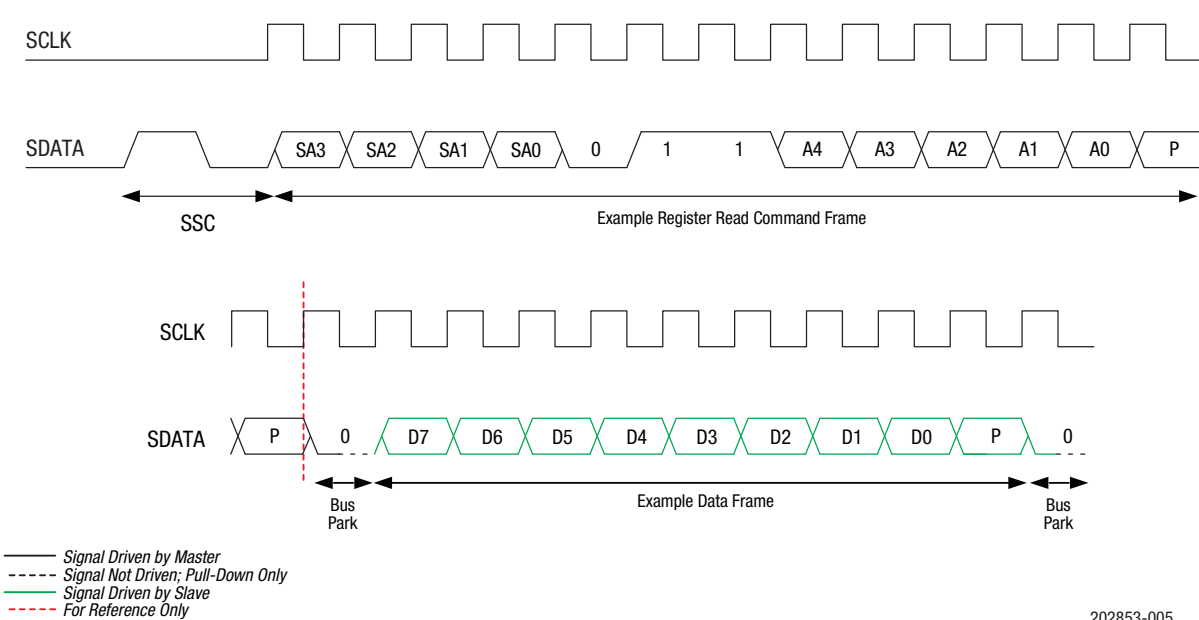 SCLK
SDATA SA3 SA2 SA1 SA0 0 1 1 A4 A3 A2 A1 A0 P
SSC
Example Register Read Command Frame
SCLK
SDATA P 0 D7 D6 D5 D4 D3 D2 D1 D0 P 0
Bus
Park
Example Data Frame
Bus
Park
Signal Driven by Master
Signal Not Driven; Pull-Down Only
Signal Driven by Slave
For Reference Only
202853-005